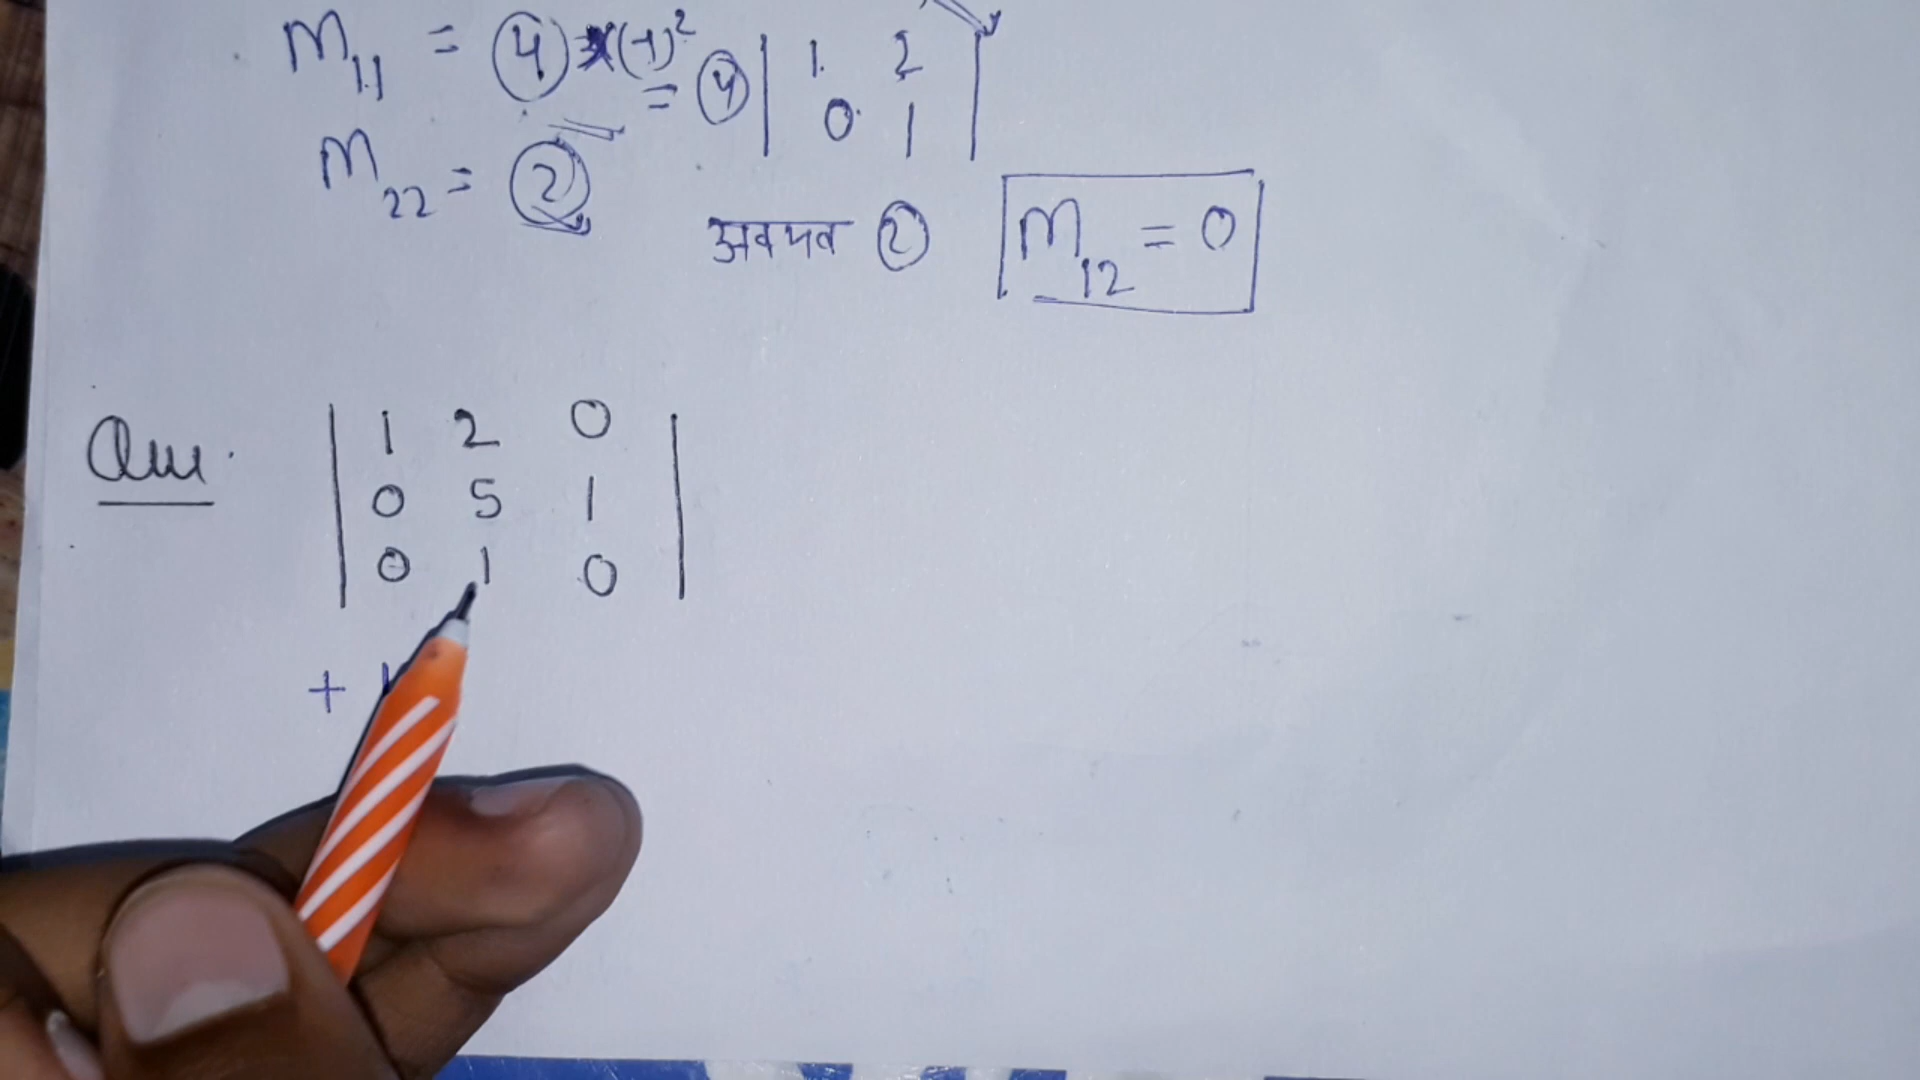 M₁₁ = 4 × (-1)² = 4 | 1 2 |
| 0 1 |
M₂₂ = 2
अवयव 2 M₁₂ = 0
Que. | 1 2 0 |
| 0 5 1 |
| 0 1 0 |
+